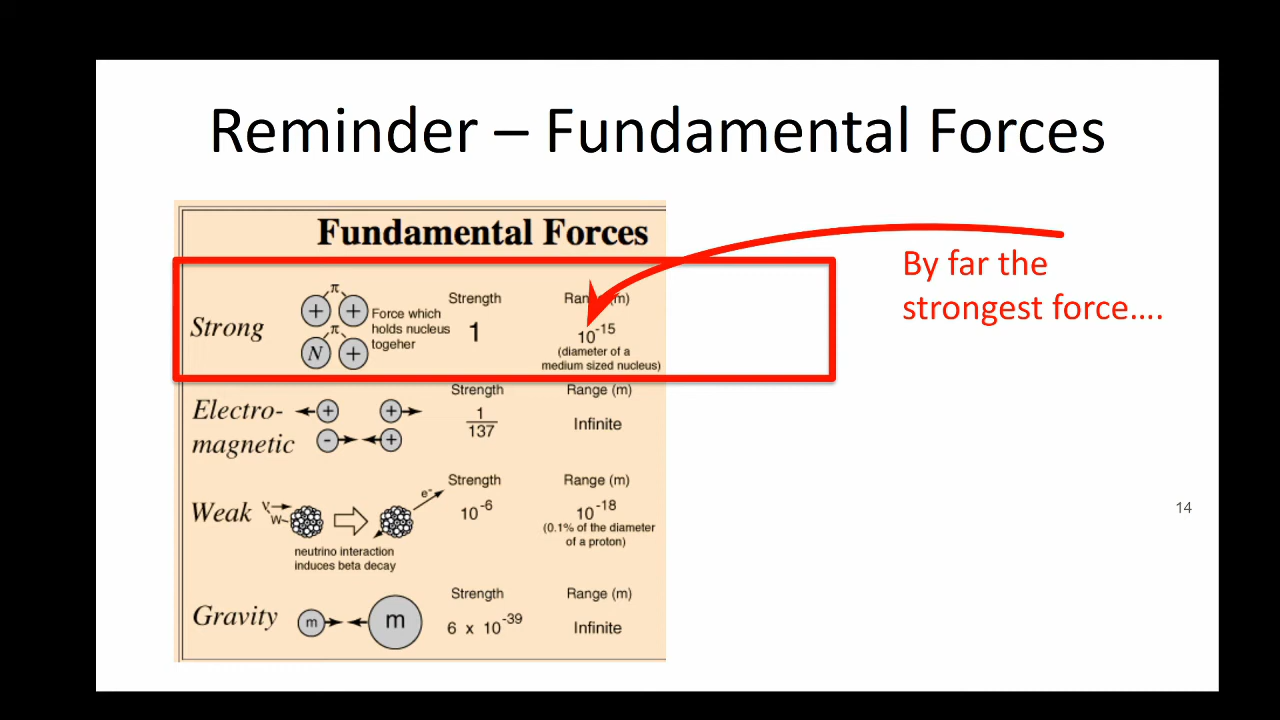 Reminder – Fundamental Forces
Fundamental Forces
By far the
strongest force....
Strong
π
+ +
π
N +
Force which
holds nucleus
togeher
Strength
1
Range (m)
10-15
(diameter of a
medium sized nucleus)
Electro-
magnetic
+ +
- +
Strength
1
137
Range (m)
Infinite
Weak
ν
W
e-
neutrino interaction
induces beta decay
Strength
10-6
Range (m)
10-18
(0.1% of the diameter
of a proton)
14
Gravity
m m
Strength
6 x 10-39
Range (m)
Infinite